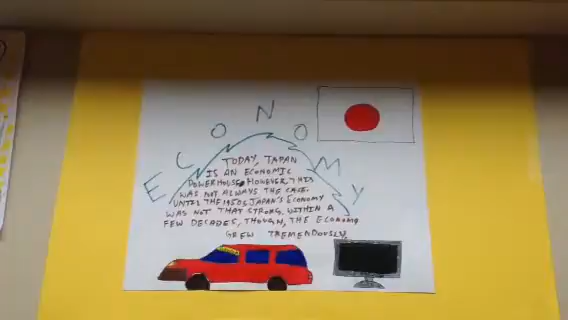 ECONOMY
TODAY, JAPAN
IS AN ECONOMIC
POWERHOUSE. HOWEVER, THIS
WAS NOT ALWAYS THE CASE.
UNTIL THE 1950s, JAPAN'S ECONOMY
WAS NOT THAT STRONG. WITHIN A
FEW DECADES, THOUGH, THE ECONOMY
GREW TREMENDOUSLY.